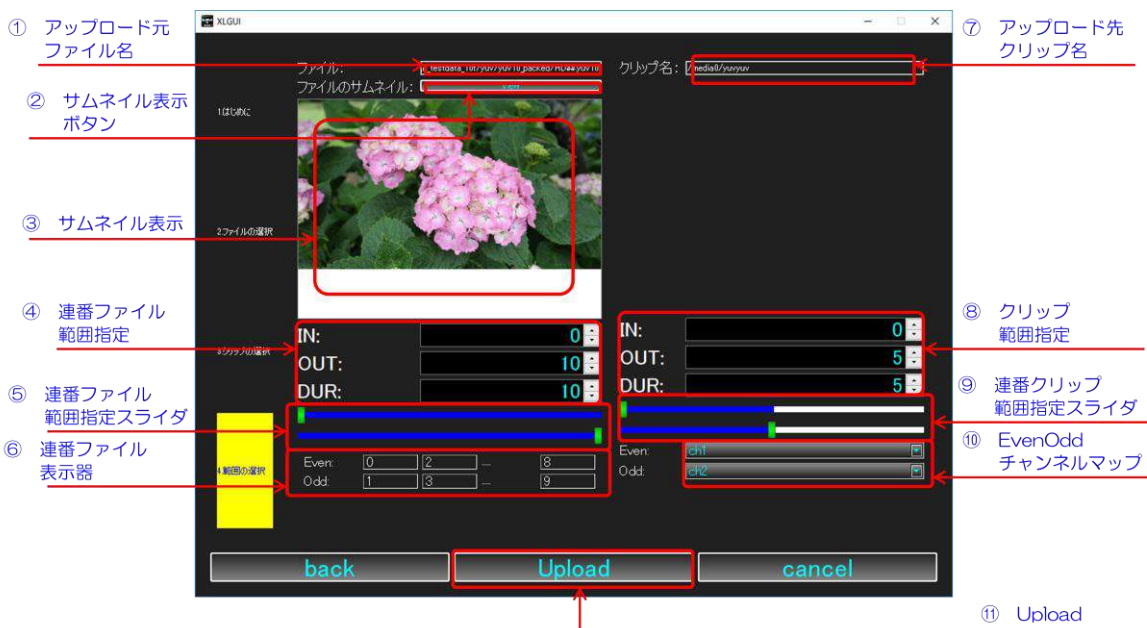 ① アップロード元
ファイル名
② サムネイル表示
ボタン
③ サムネイル表示
④ 連番ファイル
範囲指定
⑤ 連番ファイル
範囲指定スライダ
⑥ 連番ファイル
表示器
XLGUI
ファイル:
ファイルのサムネイル:
クリップ名: /media0/yuvyuv
1.はじめに
2.ファイルの選択
3.クリップの選択
4.範囲の選択
IN: 0
OUT: 10
DUR: 10
Even: 0 2 ... 8
Odd: 1 3 ... 9
IN: 0
OUT: 5
DUR: 5
Even: ch1
Odd: ch2
back Upload cancel
⑦ アップロード先
クリップ名
⑧ クリップ
範囲指定
⑨ 連番クリップ
範囲指定スライダ
⑩ EvenOdd
チャンネルマップ
⑪ Upload